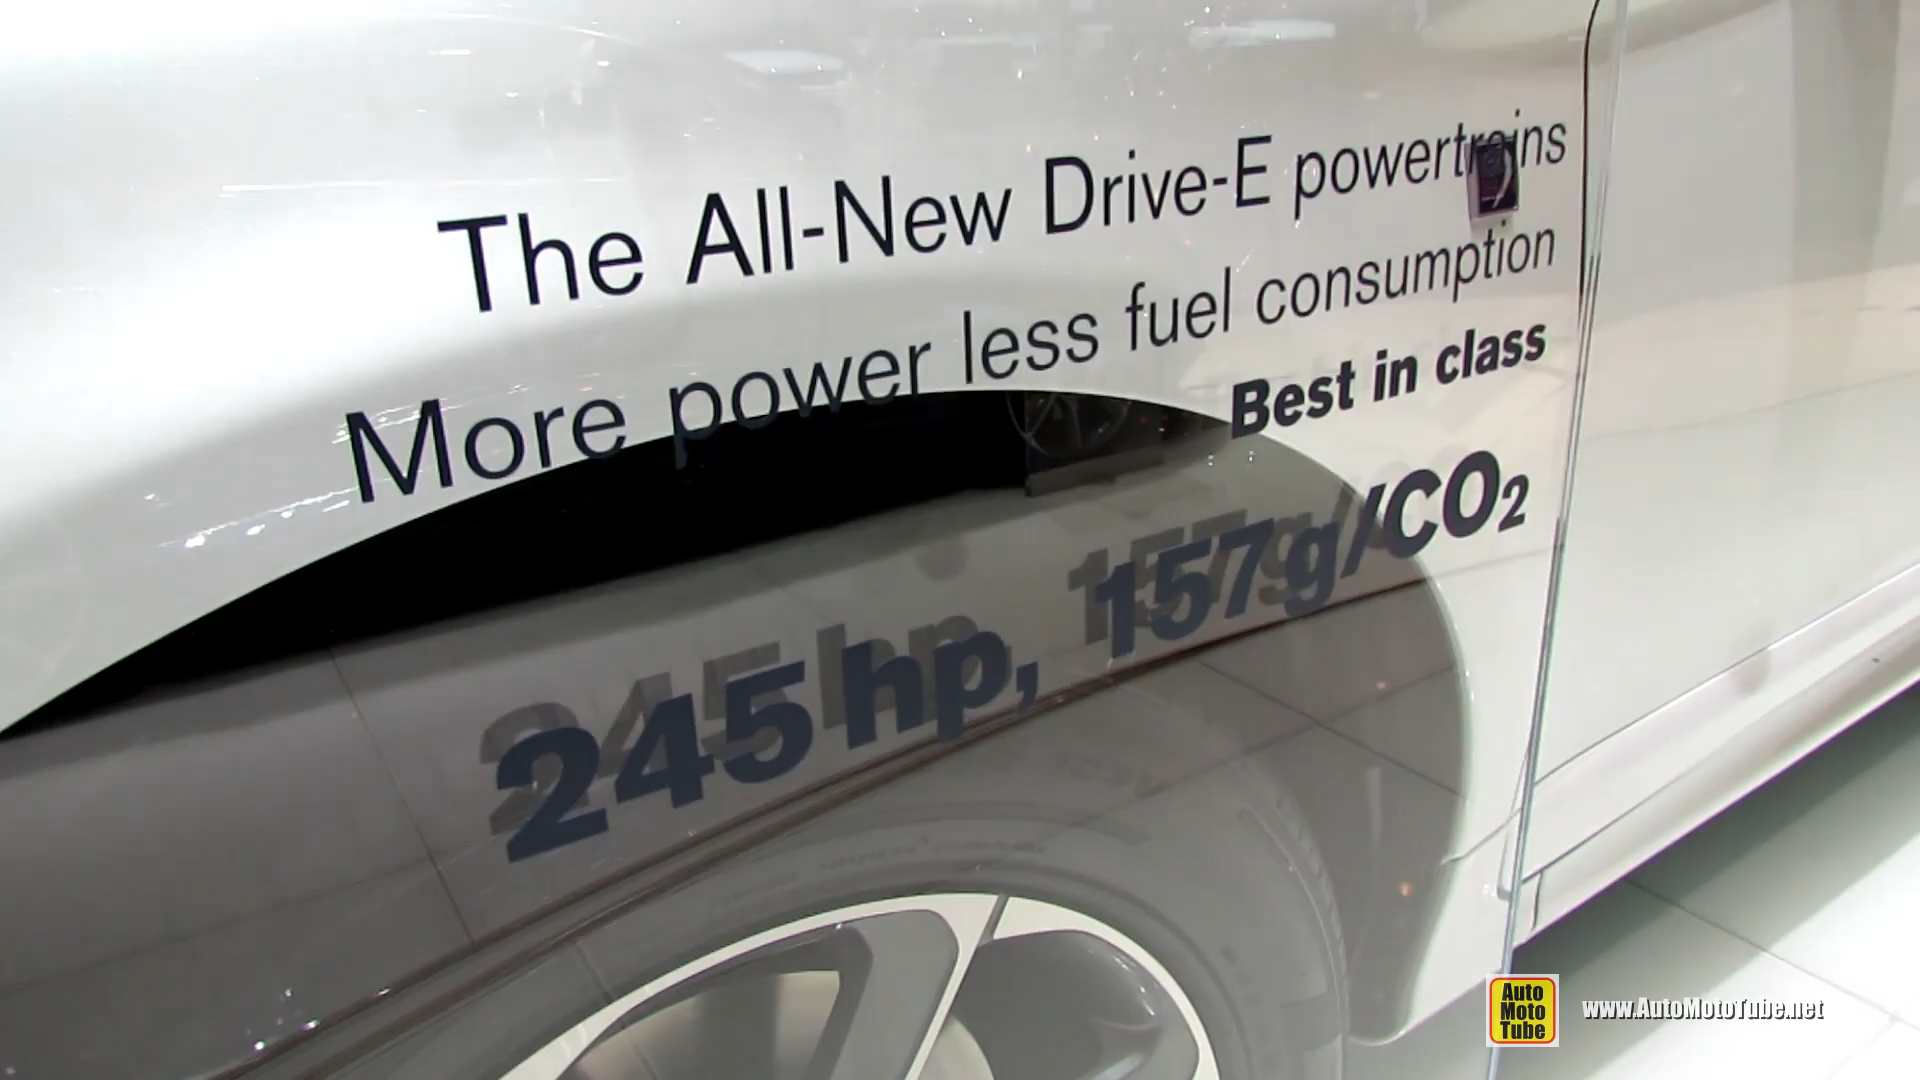 The All-New Drive-E powertrains
More power less fuel consumption
Best in class
245 hp, 157g/CO₂
Auto
Moto
Tube
www.AutoMotoTube.net